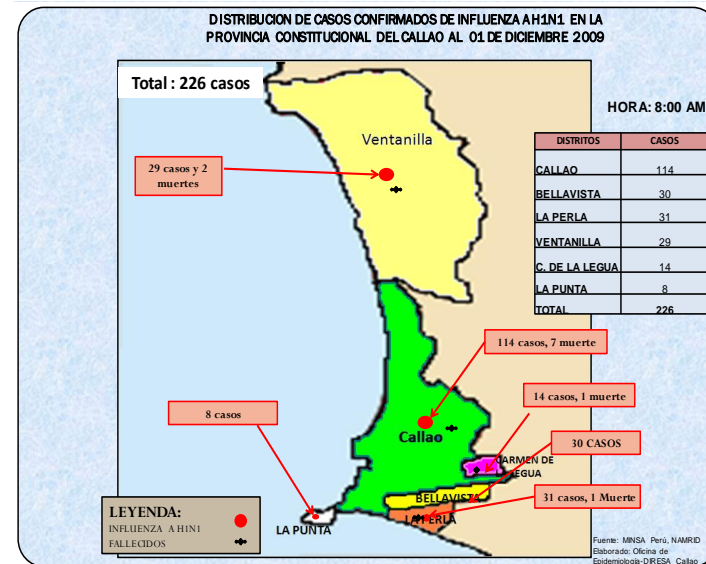 DISTRIBUCION DE CASOS CONFIRMADOS DE INFLUENZA AH1N1 EN LA
PROVINCIA CONSTITUCIONAL DEL CALLAO AL 01 DE DICIEMBRE 2009
Total : 226 casos
HORA: 8:00 AM
Ventanilla
29 casos y 2
muertes
DISTRITOS CASOS
CALLAO 114
BELLAVISTA 30
LA PERLA 31
VENTANILLA 29
C. DE LA LEGUA 14
LA PUNTA 8
TOTAL 226
114 casos, 7 muerte
14 casos, 1 muerte
8 casos
Callao
30 CASOS
CARMEN DE
LEGUA
BELLAVISTA
31 casos, 1 Muerte
LA PERLA
LA PUNTA
LEYENDA:
INFLUENZA A H1N1
FALLECIDOS
Fuente: MINSA Perú, NAMRID
Elaborado: Oficina de
Epidemiologia-DIRESA Callao